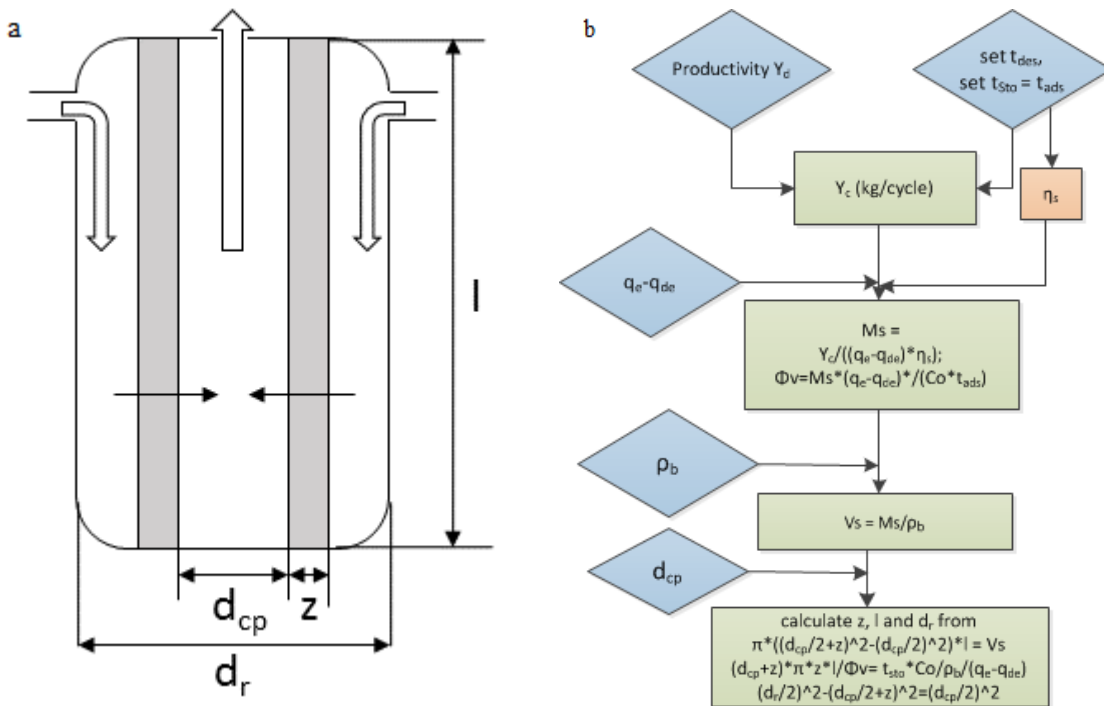 a
l
d_cp
z
d_r
b
Productivity Y_d
set t_des,
set t_Sto = t_ads
Y_c (kg/cycle)
η_s
q_e-q_de
Ms =
Y_c/((q_e-q_de)*η_s);
Φv=Ms*(q_e-q_de)*/(Co*t_ads)
ρ_b
Vs = Ms/ρ_b
d_cp
calculate z, l and d_r from
π*((d_cp/2+z)^2-(d_cp/2)^2)*l = Vs
(d_cp+z)*π*z*l/Φv= t_sto*Co/ρ_b/(q_e-q_de)
(d_r/2)^2-(d_cp/2+z)^2=(d_cp/2)^2